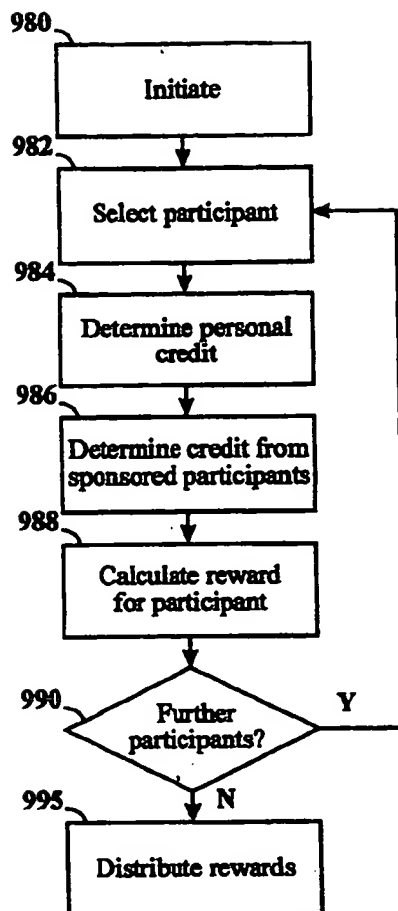 980
Initiate
982
Select participant
984
Determine personal
credit
986
Determine credit from
sponsored participants
988
Calculate reward
for participant
990
Further
participants?
Y
N
995
Distribute rewards